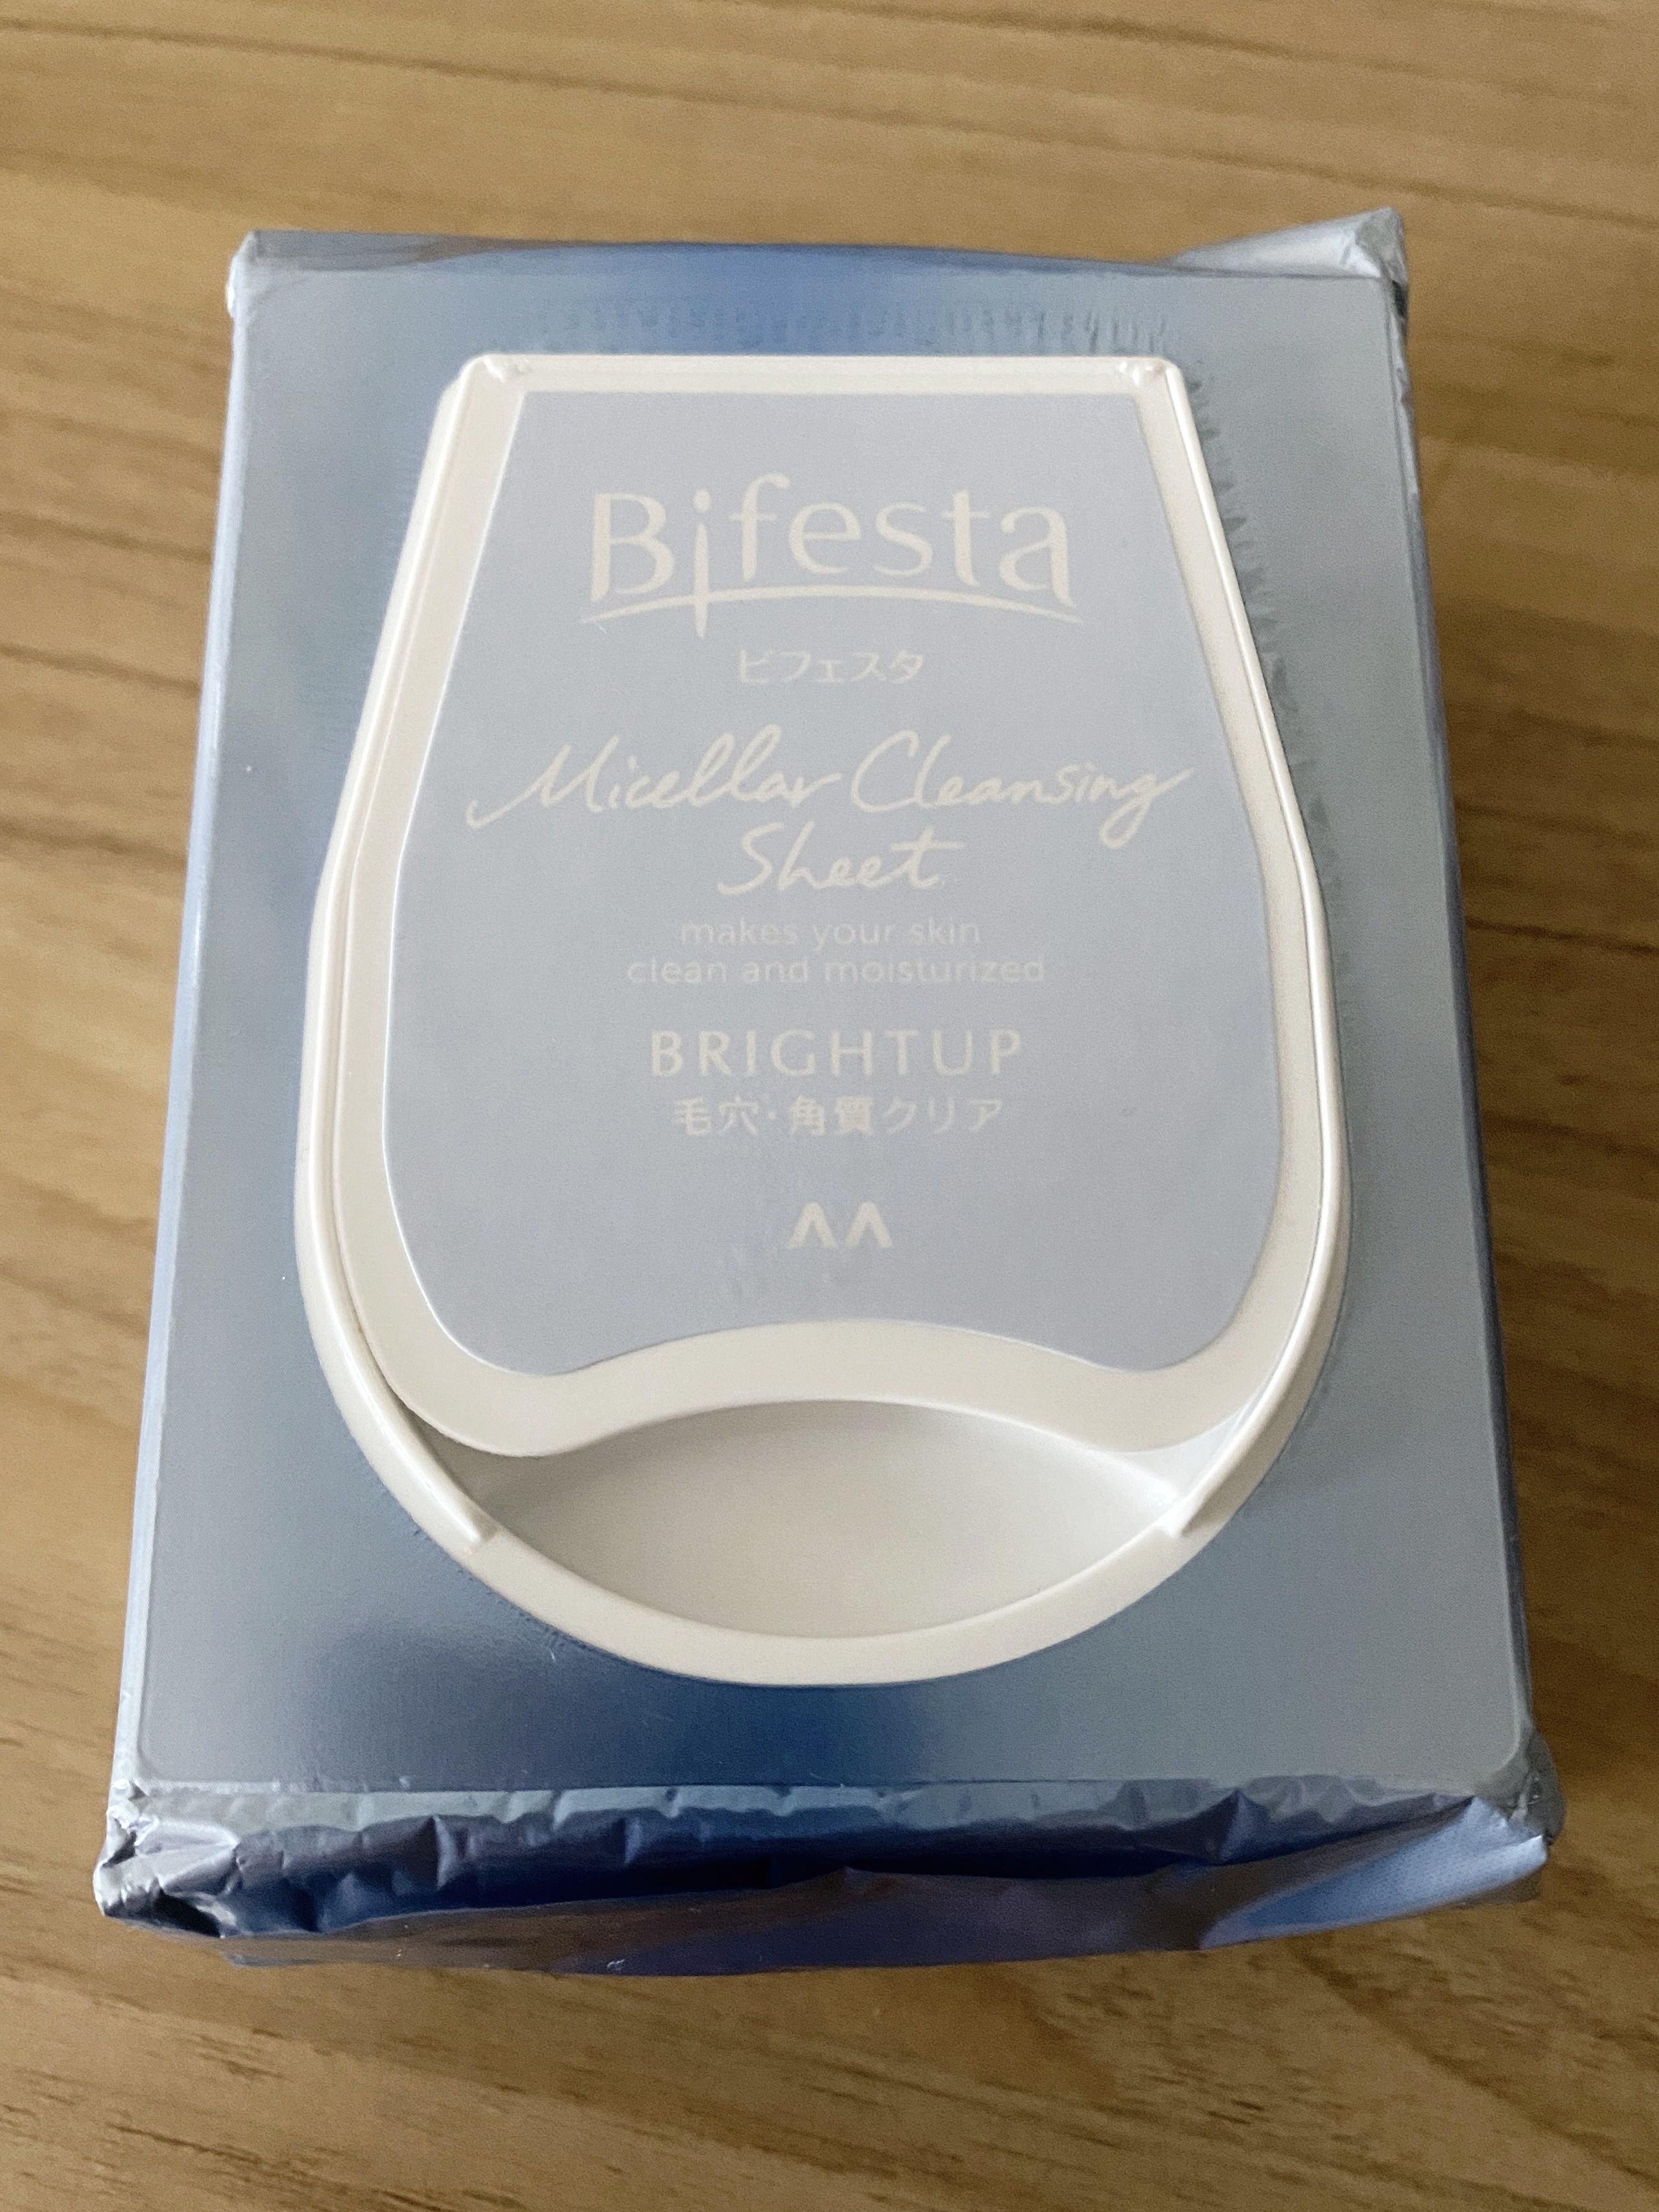 Bifesta
ビフェスタ
Micellar Cleansing
Sheet
makes your skin
clean and moisturized
BRIGHTUP
毛穴・角質クリア